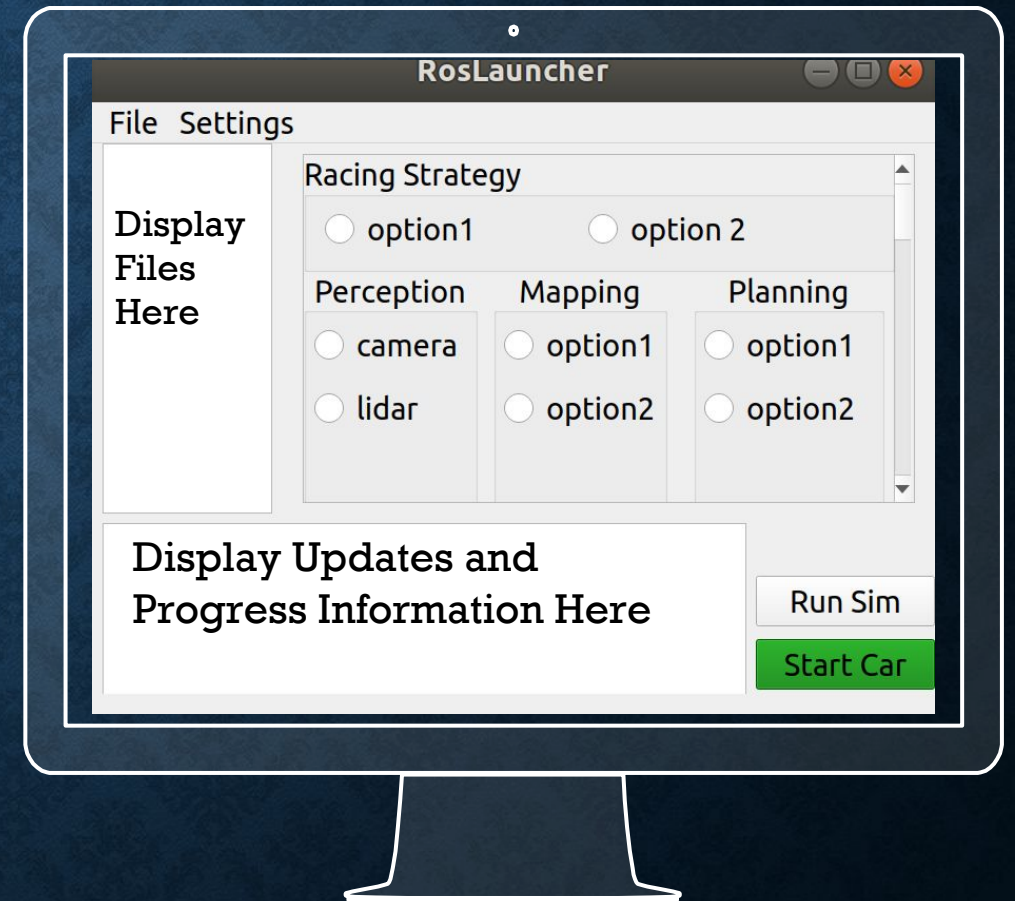 RosLauncher
File Settings
Display
Files
Here
Racing Strategy
option1 option 2
Perception Mapping Planning
camera option1 option1
lidar option2 option2
Display Updates and
Progress Information Here
Run Sim
Start Car